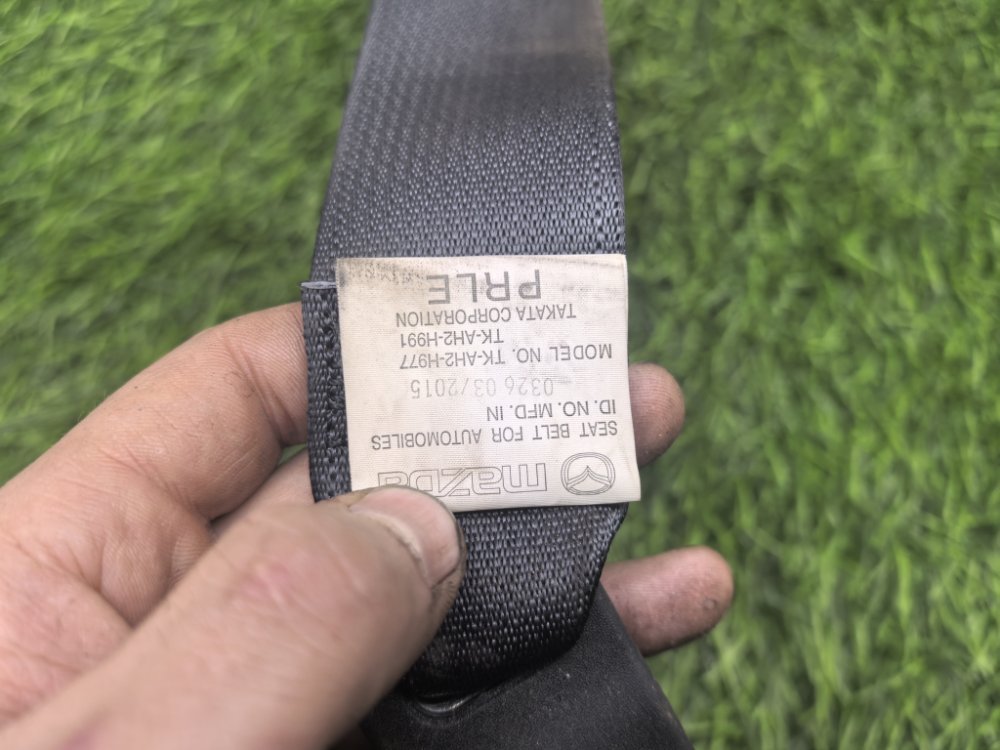 mazda
SEAT BELT FOR AUTOMOBILES
ID. NO. MFD. IN
0326 03/2015
MODEL NO. TK-AH2-H977
TK-AH2-H991
TAKATA CORPORATION
PRLE